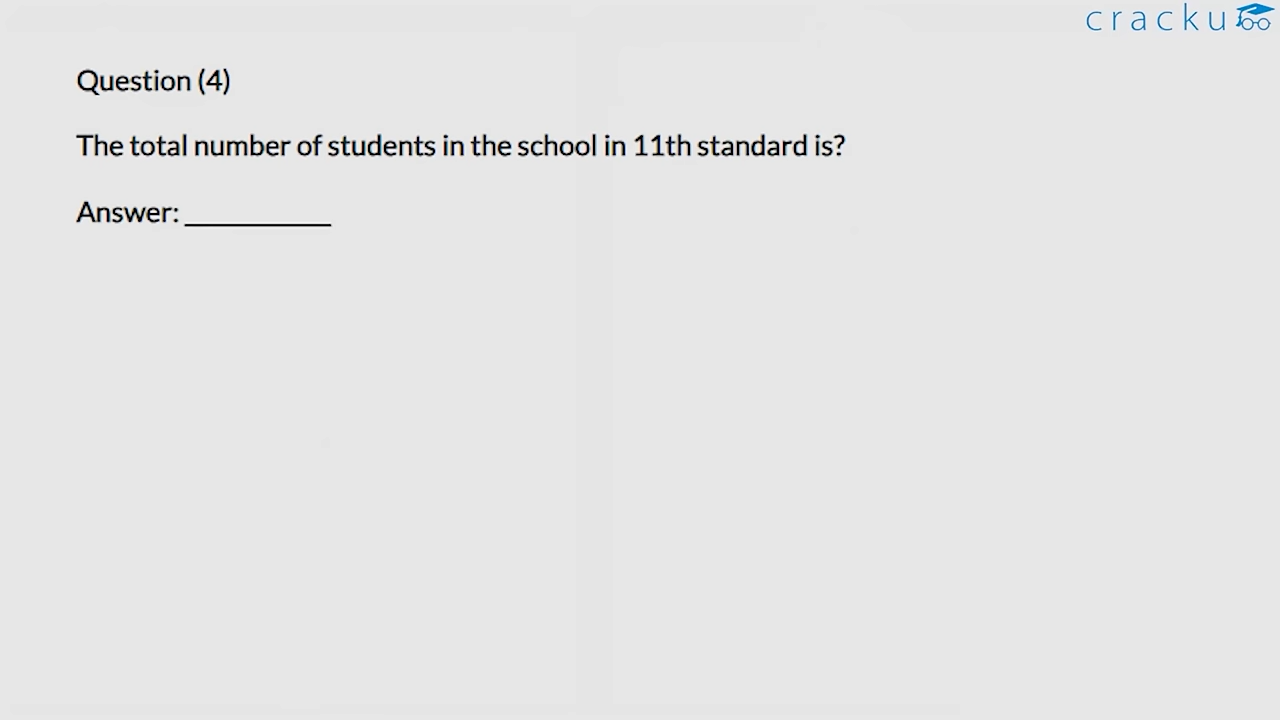 cracku
Question (4)
The total number of students in the school in 11th standard is?
Answer: __________